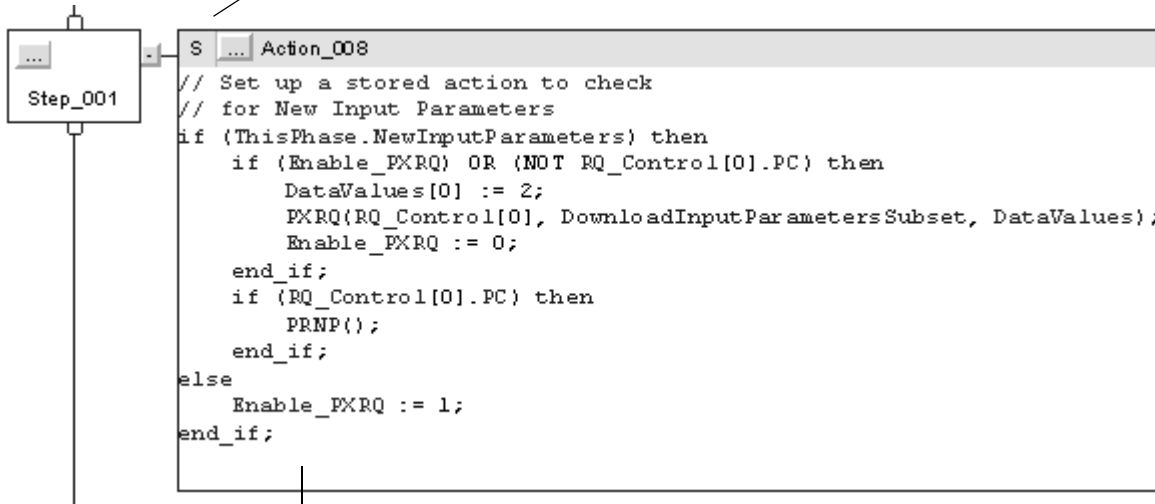 S ... Action_008
...
Step_001
// Set up a stored action to check
// for New Input Parameters
if (ThisPhase.NewInputParameters) then
    if (Enable_PXRQ) OR (NOT RQ_Control[0].PC) then
        DataValues[0] := 2;
        PXRQ(RQ_Control[0], DownloadInputParametersSubset, DataValues);
        Enable_PXRQ := 0;
    end_if;
    if (RQ_Control[0].PC) then
        PRNP();
    end_if;
else
    Enable_PXRQ := 1;
end_if;